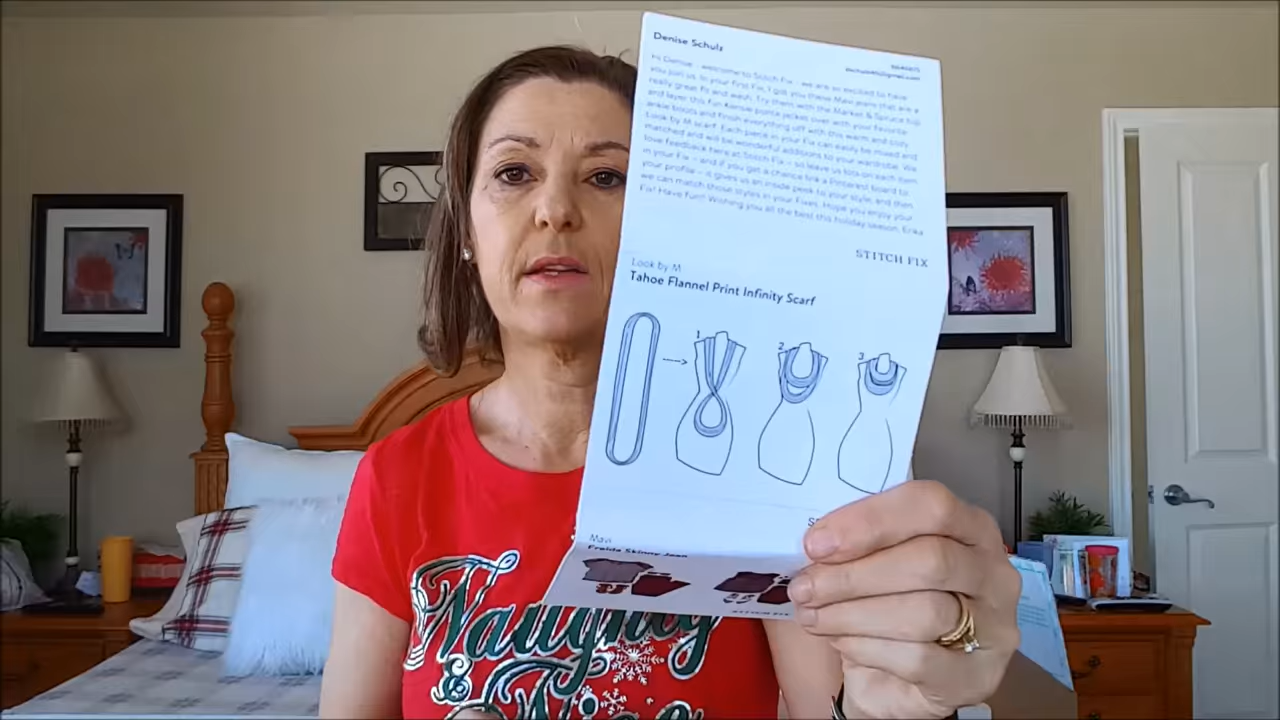 Denise Schulz
Hi Denise - welcome to Stitch Fix - we are so excited to have
you join us. In your first Fix, I got you these Mavi jeans that are a
really great fit and wash. Try them with the Market & Spruce top
and layer this fun Kensie ponte jacket over with your favorite
ankle boots and finish everything off with this warm and cozy
Look by M scarf. Each piece in your Fix can easily be mixed and
matched and will be wonderful additions to your wardrobe. We
love feedback here at Stitch Fix - so leave us lots on each item
in your Fix - and if you get a chance link a Pinterest board to
your profile - it gives us an inside peek to your style, and then
we can match those styles in your Fixes. Hope you enjoy your
Fix! Have Fun! Wishing you all the best this holiday season, Erika
STITCH FIX
Look by M
Tahoe Flannel Print Infinity Scarf
1
2
3
Mavi
Freida Skinny Jean
STITCH FIX
Naughty
&
Nice